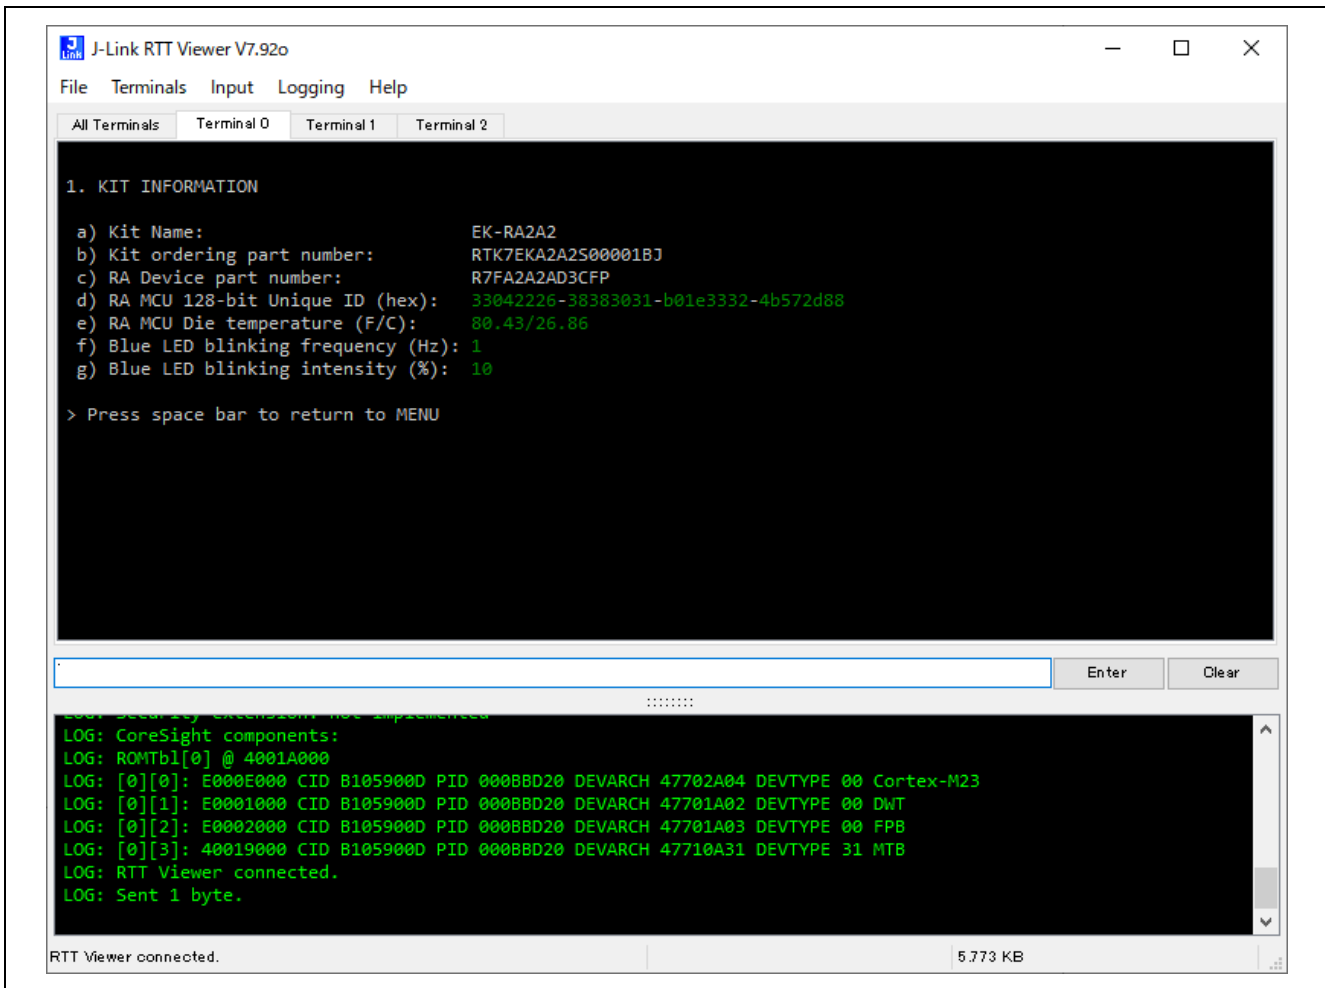 J-Link RTT Viewer V7.92o
File Terminals Input Logging Help
All Terminals Terminal 0 Terminal 1 Terminal 2
1. KIT INFORMATION
a) Kit Name: EK-RA2A2
b) Kit ordering part number: RTK7EKA2A2S00001BJ
c) RA Device part number: R7FA2A2AD3CFP
d) RA MCU 128-bit Unique ID (hex): 33042226-38383031-b01e3332-4b572d88
e) RA MCU Die temperature (F/C): 80.43/26.86
f) Blue LED blinking frequency (Hz): 1
g) Blue LED blinking intensity (%): 10
> Press space bar to return to MENU
Enter Clear
LOG: Security extension: not implemented
LOG: CoreSight components:
LOG: ROMTbl[0] @ 4001A000
LOG: [0][0]: E000E000 CID B105900D PID 000BBD20 DEVARCH 47702A04 DEVTYPE 00 Cortex-M23
LOG: [0][1]: E0001000 CID B105900D PID 000BBD20 DEVARCH 47701A02 DEVTYPE 00 DWT
LOG: [0][2]: E0002000 CID B105900D PID 000BBD20 DEVARCH 47701A03 DEVTYPE 00 FPB
LOG: [0][3]: 40019000 CID B105900D PID 000BBD20 DEVARCH 47710A31 DEVTYPE 31 MTB
LOG: RTT Viewer connected.
LOG: Sent 1 byte.
RTT Viewer connected. 5.773 KB